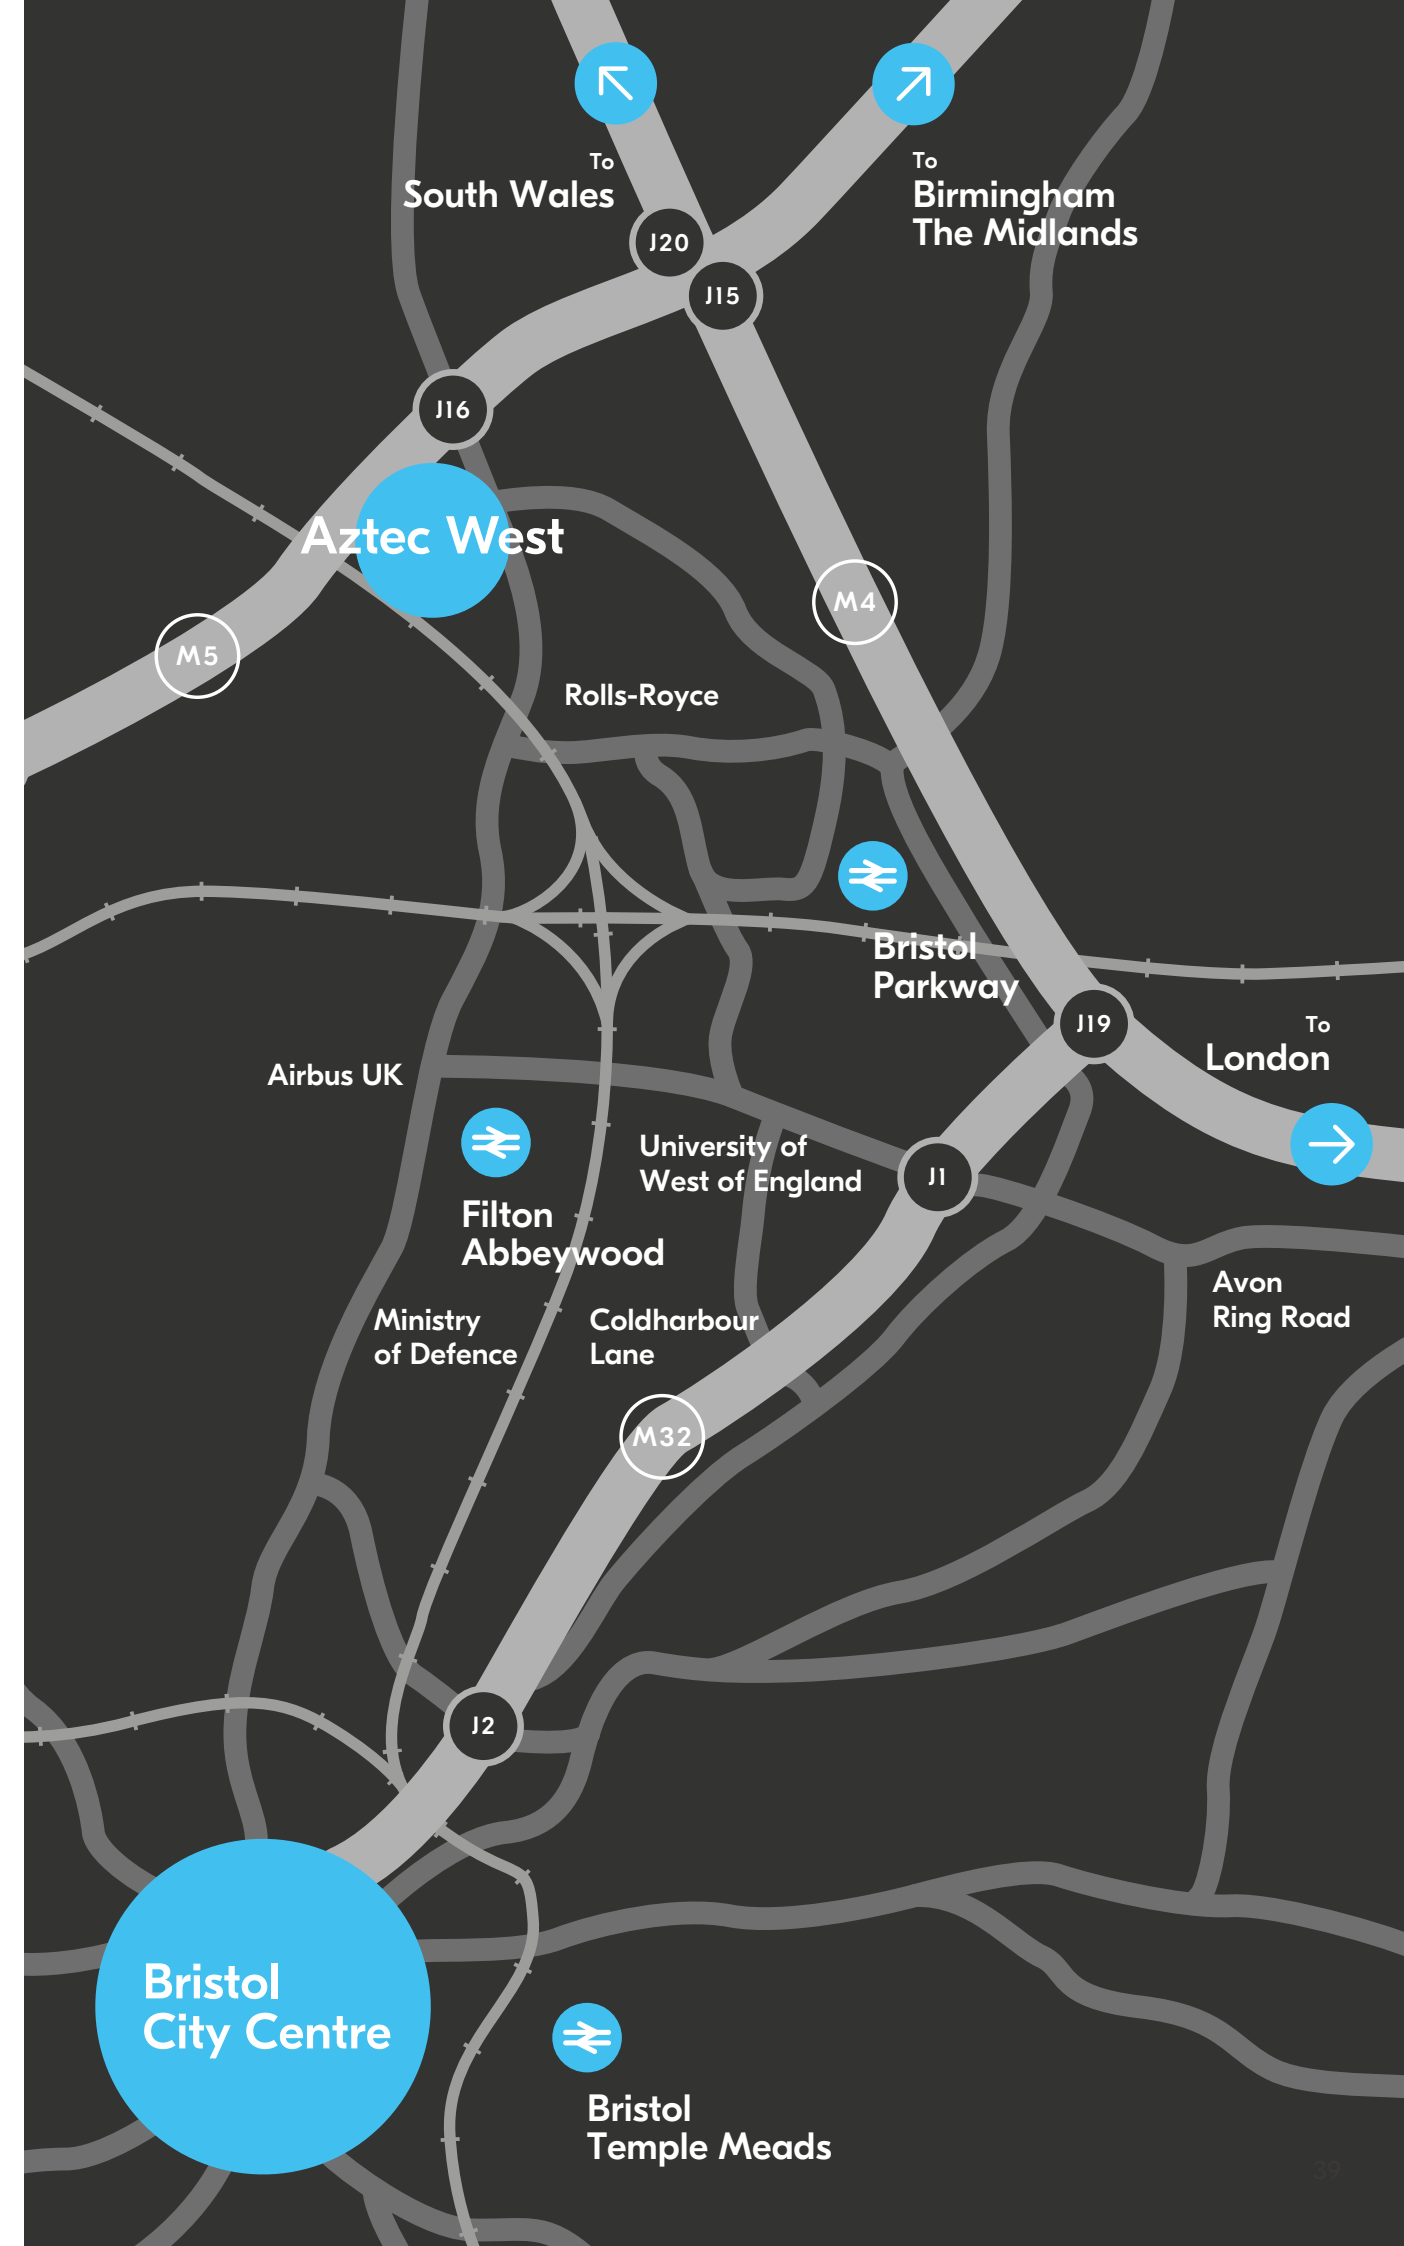 To
South Wales
To
Birmingham
The Midlands
J20
J15
J16
Aztec West
M4
M5
Rolls-Royce
Bristol
Parkway
J19
To
London
Airbus UK
University of
West of England
J1
Filton
Abbeywood
Avon
Ring Road
Ministry
of Defence
Coldharbour
Lane
M32
J2
Bristol
City Centre
Bristol
Temple Meads
39